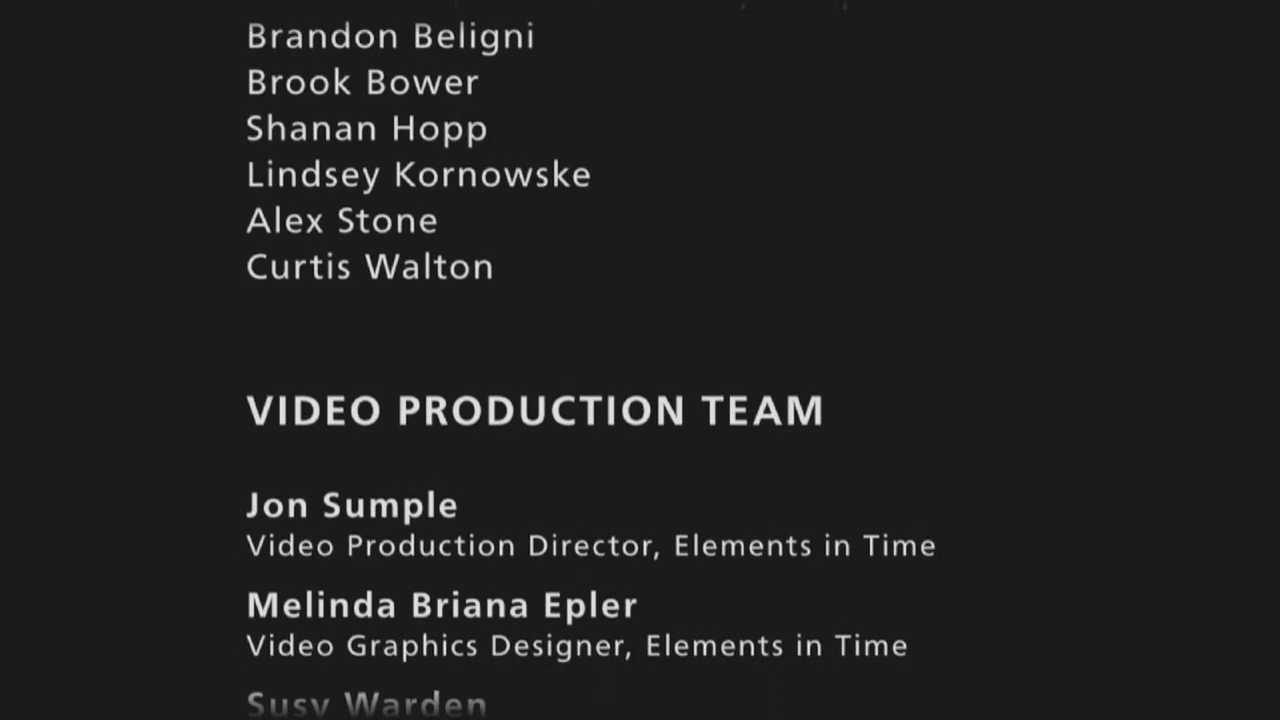 Brandon Beligni
Brook Bower
Shanan Hopp
Lindsey Kornowske
Alex Stone
Curtis Walton
VIDEO PRODUCTION TEAM
Jon Sumple
Video Production Director, Elements in Time
Melinda Briana Epler
Video Graphics Designer, Elements in Time
Susy Warden